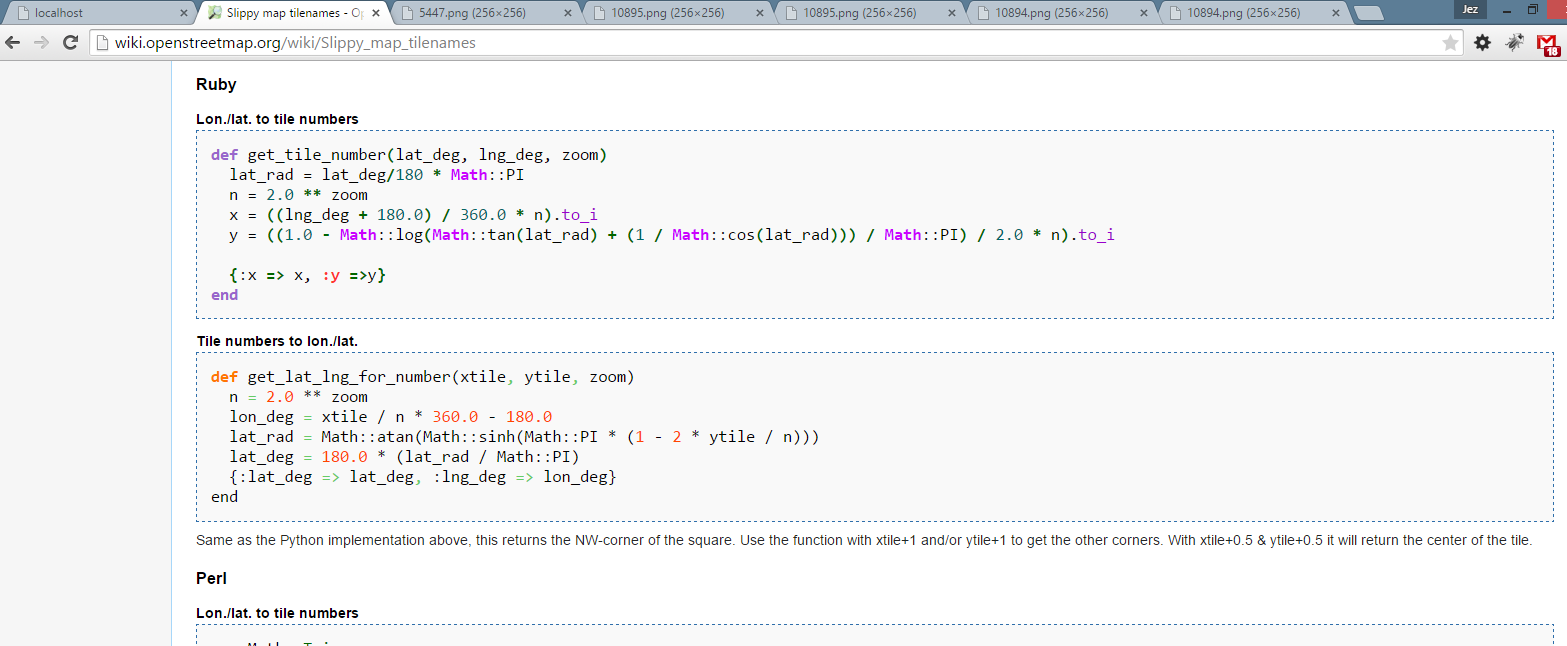 localhost
Slippy map tilenames - Op
5447.png (256×256)
10895.png (256×256)
10895.png (256×256)
10894.png (256×256)
10894.png (256×256)
Jez
wiki.openstreetmap.org/wiki/Slippy_map_tilenames
18
Ruby
Lon./lat. to tile numbers
def get_tile_number(lat_deg, lng_deg, zoom)
  lat_rad = lat_deg/180 * Math::PI
  n = 2.0 ** zoom
  x = ((lng_deg + 180.0) / 360.0 * n).to_i
  y = ((1.0 - Math::log(Math::tan(lat_rad) + (1 / Math::cos(lat_rad))) / Math::PI) / 2.0 * n).to_i
  {:x => x, :y =>y}
end
Tile numbers to lon./lat.
def get_lat_lng_for_number(xtile, ytile, zoom)
  n = 2.0 ** zoom
  lon_deg = xtile / n * 360.0 - 180.0
  lat_rad = Math::atan(Math::sinh(Math::PI * (1 - 2 * ytile / n)))
  lat_deg = 180.0 * (lat_rad / Math::PI)
  {:lat_deg => lat_deg, :lng_deg => lon_deg}
end
Same as the Python implementation above, this returns the NW-corner of the square. Use the function with xtile+1 and/or ytile+1 to get the other corners. With xtile+0.5 & ytile+0.5 it will return the center of the tile.
Perl
Lon./lat. to tile numbers